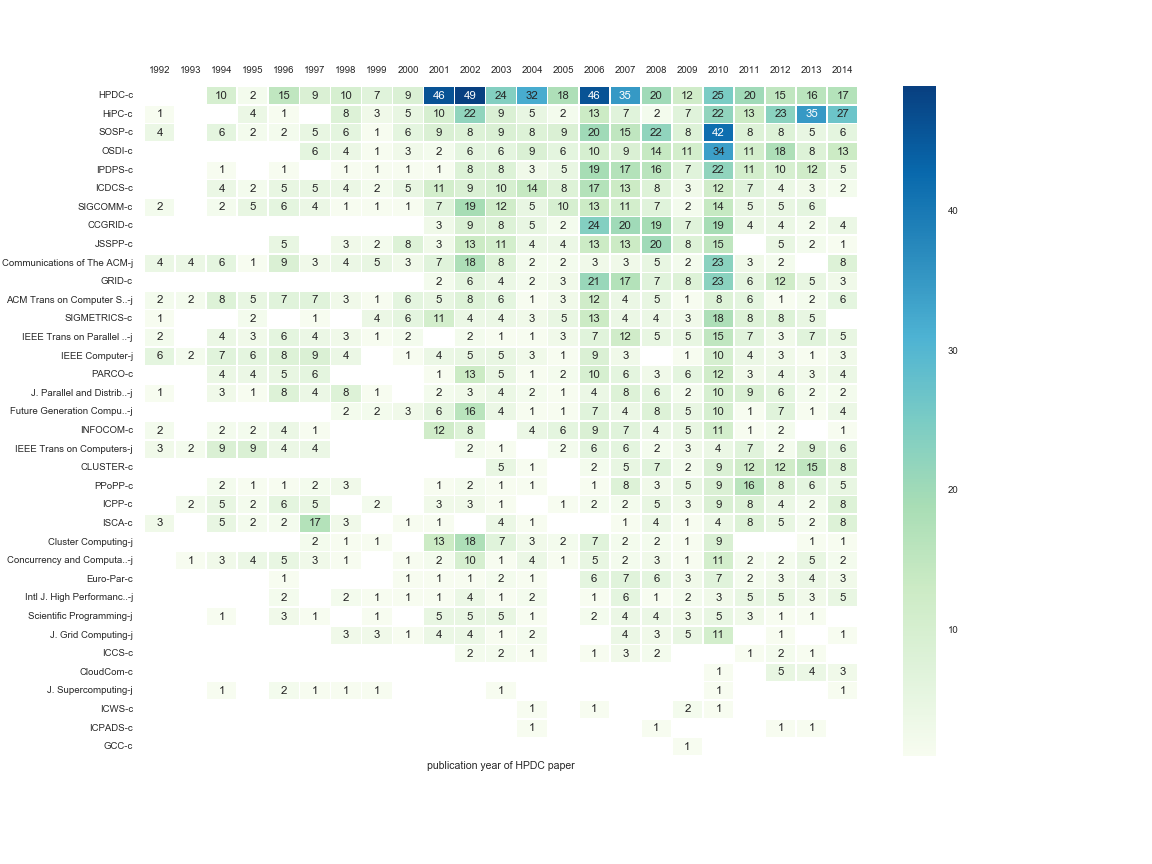 1992 1993 1994 1995 1996 1997 1998 1999 2000 2001 2002 2003 2004 2005 2006 2007 2008 2009 2010 2011 2012 2013 2014
HPDC-c 10 2 15 9 10 7 9 46 49 24 32 18 46 35 20 12 25 20 15 16 17
HiPC-c 1 4 1 8 3 5 10 22 9 5 2 13 7 2 7 22 13 23 35 27
SOSP-c 4 6 2 2 5 6 1 6 9 8 9 8 9 20 15 22 8 42 8 8 5 6
OSDI-c 6 4 1 3 2 6 6 9 6 10 9 14 11 34 11 18 8 13
IPDPS-c 1 1 1 1 1 1 8 8 3 5 19 17 16 7 22 11 10 12 5
ICDCS-c 4 2 5 5 4 2 5 11 9 10 14 8 17 13 8 3 12 7 4 3 2
SIGCOMM-c 2 2 5 6 4 1 1 1 7 19 12 5 10 13 11 7 2 14 5 5 6
CCGRID-c 3 9 8 5 2 24 20 19 7 19 4 4 2 4
JSSPP-c 5 3 2 8 3 13 11 4 4 13 13 20 8 15 5 2 1
Communications of The ACM-j 4 4 6 1 9 3 4 5 3 7 18 8 2 2 3 3 5 2 23 3 2 8
GRID-c 2 6 4 2 3 21 17 7 8 23 6 12 5 3
ACM Trans on Computer S..-j 2 2 8 5 7 7 3 1 6 5 8 6 1 3 12 4 5 1 8 6 1 2 6
SIGMETRICS-c 1 2 1 4 6 11 4 4 3 5 13 4 4 3 18 8 8 5
IEEE Trans on Parallel ..-j 2 4 3 6 4 3 1 2 2 1 1 3 7 12 5 5 15 7 3 7 5
IEEE Computer-j 6 2 7 6 8 9 4 1 4 5 5 3 1 9 3 1 10 4 3 1 3
PARCO-c 4 4 5 6 1 13 5 1 2 10 6 3 6 12 3 4 3 4
J. Parallel and Distrib..-j 1 3 1 8 4 8 1 2 3 4 2 1 4 8 6 2 10 9 6 2 2
Future Generation Compu..-j 2 2 3 6 16 4 1 1 7 4 8 5 10 1 7 1 4
INFOCOM-c 2 2 2 4 1 12 8 4 6 9 7 4 5 11 1 2 1
IEEE Trans on Computers-j 3 2 9 9 4 4 2 1 2 6 6 2 3 4 7 2 9 6
CLUSTER-c 5 1 2 5 7 2 9 12 12 15 8
PPoPP-c 2 1 1 2 3 1 2 1 1 1 8 3 5 9 16 8 6 5
ICPP-c 2 5 2 6 5 2 3 3 1 1 2 2 5 3 9 8 4 2 8
ISCA-c 3 5 2 2 17 3 1 1 4 1 1 4 1 4 8 5 2 8
Cluster Computing-j 2 1 1 13 18 7 3 2 7 2 2 1 9 1 1
Concurrency and Computa..-j 1 3 4 5 3 1 1 2 10 1 4 1 5 2 3 1 11 2 2 5 2
Euro-Par-c 1 1 1 1 2 1 6 7 6 3 7 2 3 4 3
Intl J. High Performanc..-j 2 2 1 1 1 4 1 2 1 6 1 2 3 5 5 3 5
Scientific Programming-j 1 3 1 1 5 5 5 1 2 4 4 3 5 3 1 1
J. Grid Computing-j 3 3 1 4 4 1 2 4 3 5 11 1 1
ICCS-c 2 2 1 1 3 2 1 2 1
CloudCom-c 1 5 4 3
J. Supercomputing-j 1 2 1 1 1 1 1 1
ICWS-c 1 1 2 1
ICPADS-c 1 1 1 1
GCC-c 1
publication year of HPDC paper
40
30
20
10